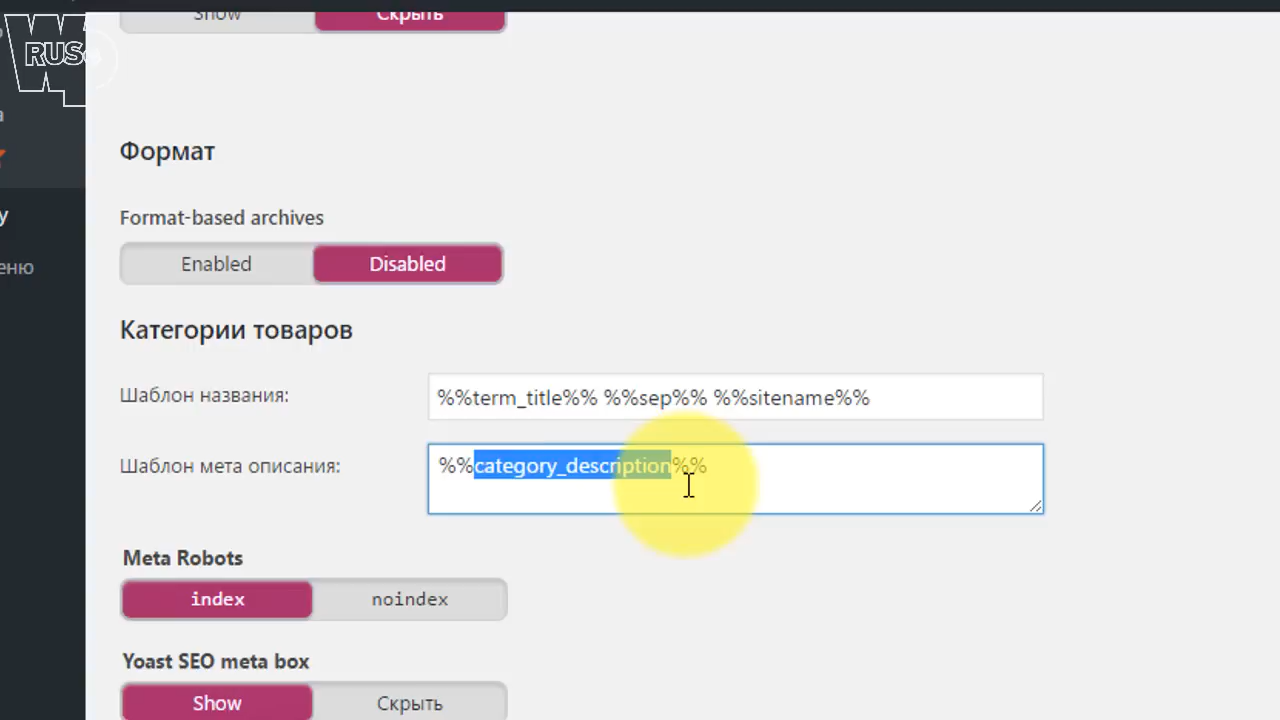 Show Скрыть
RUS
Формат
Format-based archives
Enabled Disabled
Категории товаров
Шаблон названия: %%term_title%% %%sep%% %%sitename%%
Шаблон мета описания: %%category_description%%
Meta Robots
index noindex
Yoast SEO meta box
Show Скрыть